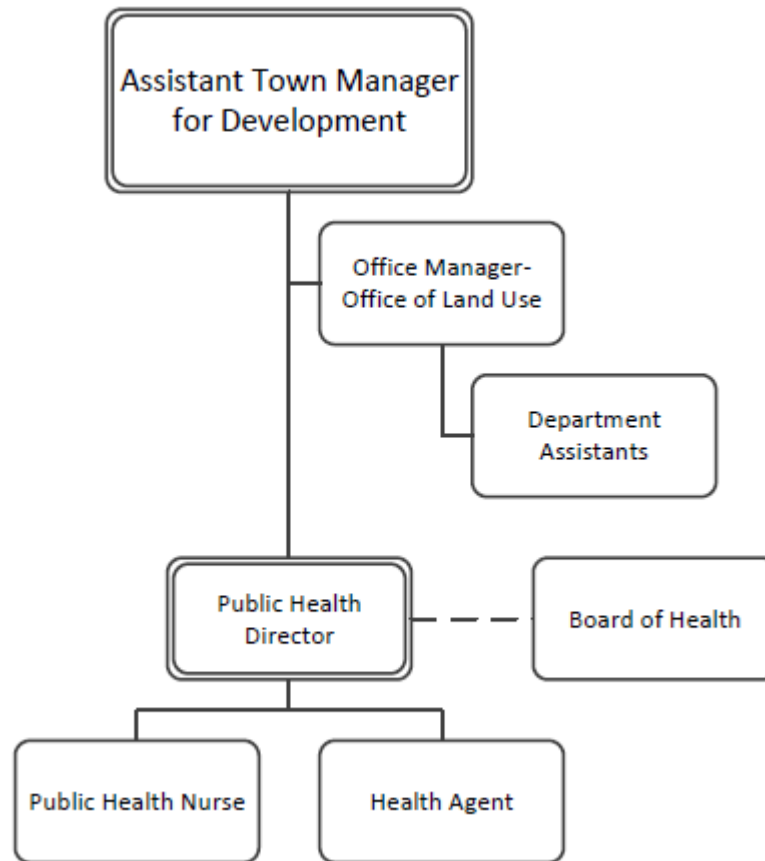 Assistant Town Manager
for Development
Office Manager-
Office of Land Use
Department
Assistants
Public Health
Director
Board of Health
Public Health Nurse
Health Agent